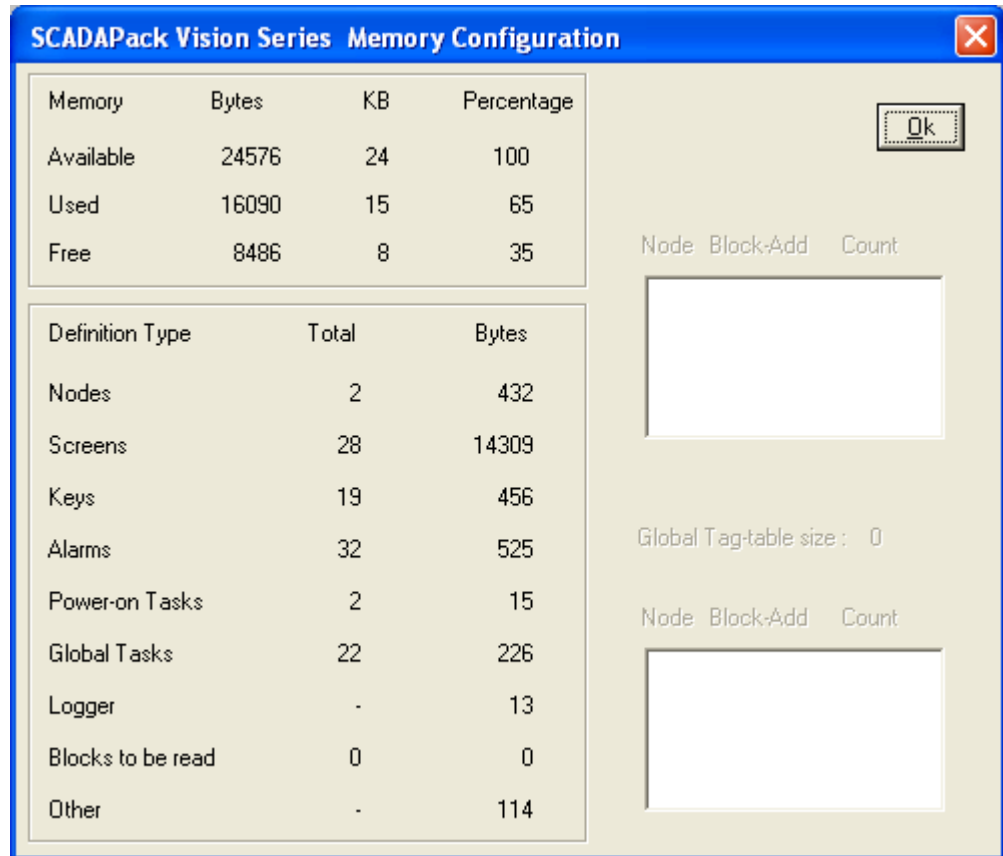 SCADAPack Vision Series Memory Configuration
Memory Bytes KB Percentage
Available 24576 24 100
Used 16090 15 65
Free 8486 8 35
Ok
Node Block-Add Count
Definition Type Total Bytes
Nodes 2 432
Screens 28 14309
Keys 19 456
Alarms 32 525
Power-on Tasks 2 15
Global Tasks 22 226
Logger - 13
Blocks to be read 0 0
Other - 114
Global Tag-table size : 0
Node Block-Add Count